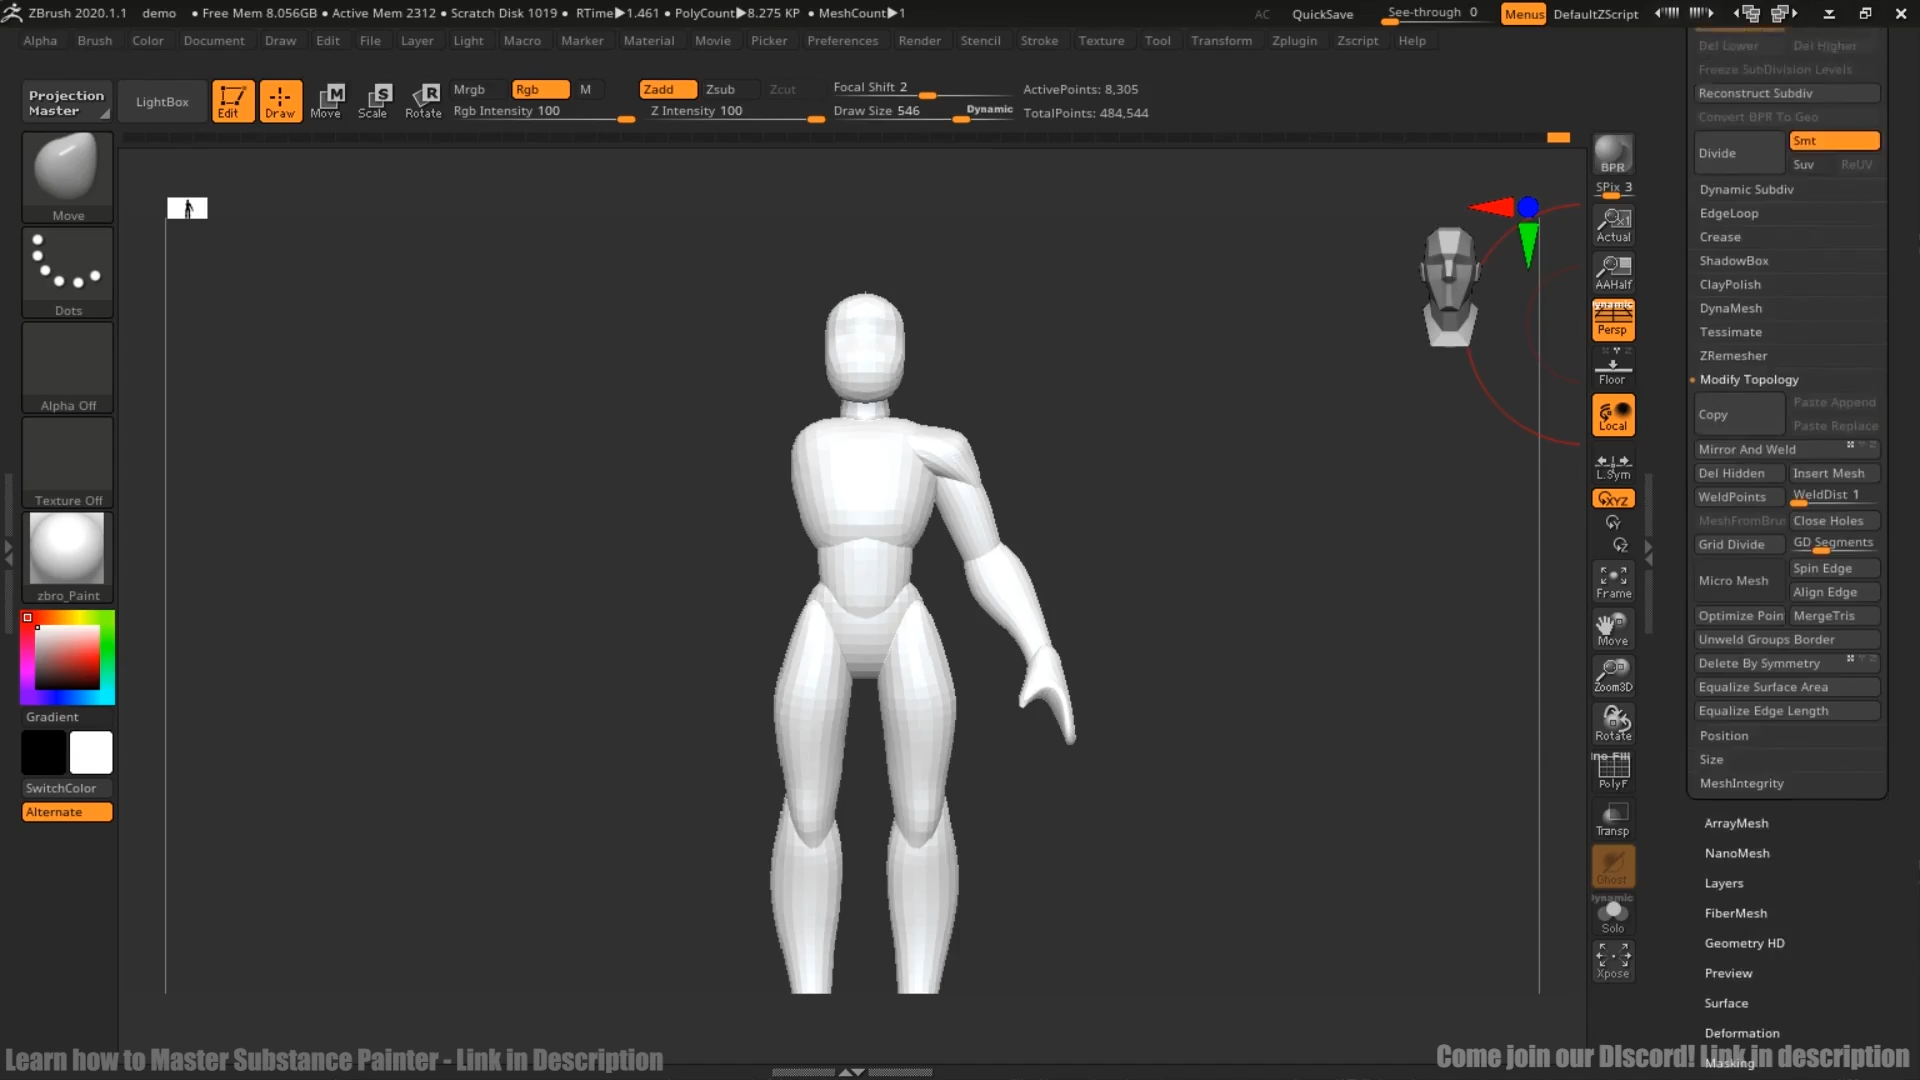 ZBrush 2020.1.1 demo • Free Mem 8.056GB • Active Mem 2312 • Scratch Disk 1019 • RTime▶1.461 • PolyCount▶8.275 KP • MeshCount▶1
AC QuickSave See-through 0 Menus DefaultZScript
Alpha Brush Color Document Draw Edit File Layer Light Macro Marker Material Movie Picker Preferences Render Stencil Stroke Texture Tool Transform Zplugin Zscript Help
Projection Master
LightBox
Edit
Draw
Move
Scale
Rotate
Mrgb Rgb M
Rgb Intensity 100
Zadd Zsub Zcut
Z Intensity 100
Focal Shift 2
Draw Size 546 Dynamic
ActivePoints: 8,305
TotalPoints: 484,544
Move
Dots
Alpha Off
Texture Off
zbro_Paint
Gradient
SwitchColor
Alternate
BPR
SPix 3
Actual
AAHalf
Dynamic
Persp
Floor
Local
L.Sym
XYZ
Y
Z
Frame
Move
Zoom3D
Rotate
PolyF
Transp
Ghost
Dynamic
Solo
Xpose
Del Lower Del Higher
Freeze SubDivision Levels
Reconstruct Subdiv
Convert BPR To Geo
Divide
Smt
Suv ReUV
Dynamic Subdiv
EdgeLoop
Crease
ShadowBox
ClayPolish
DynaMesh
Tessimate
ZRemesher
Modify Topology
Copy
Paste Append
Paste Replace
Mirror And Weld
Del Hidden Insert Mesh
WeldPoints WeldDist 1
MeshFromBru Close Holes
Grid Divide GD Segments
Micro Mesh
Spin Edge
Align Edge
Optimize Poin MergeTris
Unweld Groups Border
Delete By Symmetry
Equalize Surface Area
Equalize Edge Length
Position
Size
MeshIntegrity
ArrayMesh
NanoMesh
Layers
FiberMesh
Geometry HD
Preview
Surface
Deformation
Masking
Learn how to Master Substance Painter - Link in Description
Come join our DIscord! Link in description